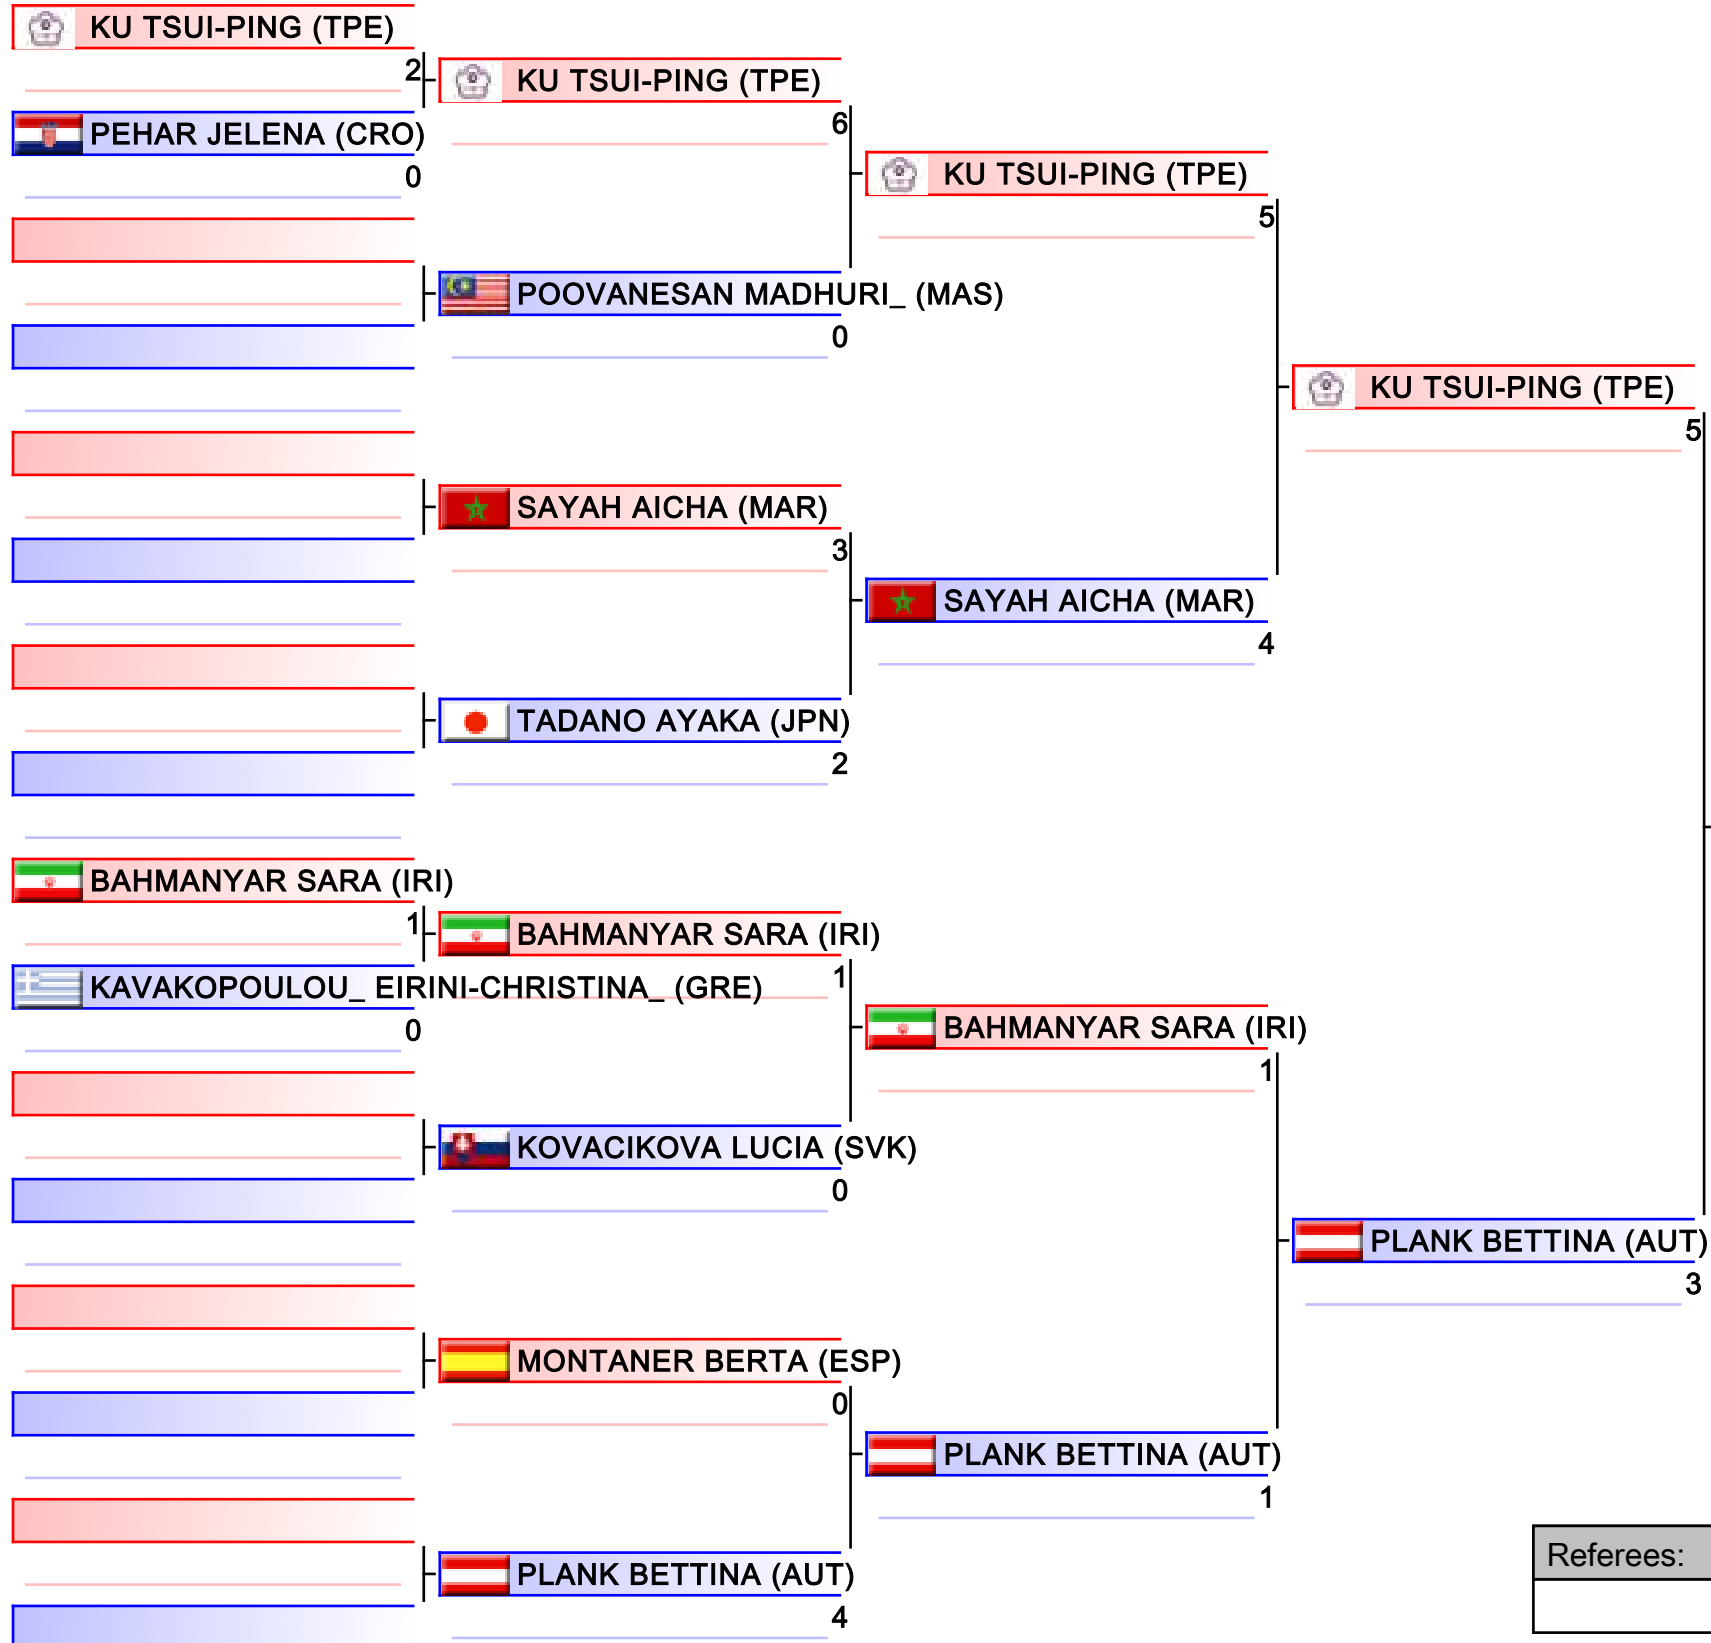 KU TSUI-PING (TPE)
2
PEHAR JELENA (CRO)
0
BAHMANYAR SARA (IRI)
1
KAVAKOPOULOU_ EIRINI-CHRISTINA_ (GRE)
0
KU TSUI-PING (TPE)
6
POOVANESAN MADHURI_ (MAS)
0
SAYAH AICHA (MAR)
3
TADANO AYAKA (JPN)
2
BAHMANYAR SARA (IRI)
1
KOVACIKOVA LUCIA (SVK)
0
MONTANER BERTA (ESP)
0
PLANK BETTINA (AUT)
4
KU TSUI-PING (TPE)
5
SAYAH AICHA (MAR)
4
BAHMANYAR SARA (IRI)
1
PLANK BETTINA (AUT)
1
KU TSUI-PING (TPE)
5
PLANK BETTINA (AUT)
3
Referees: